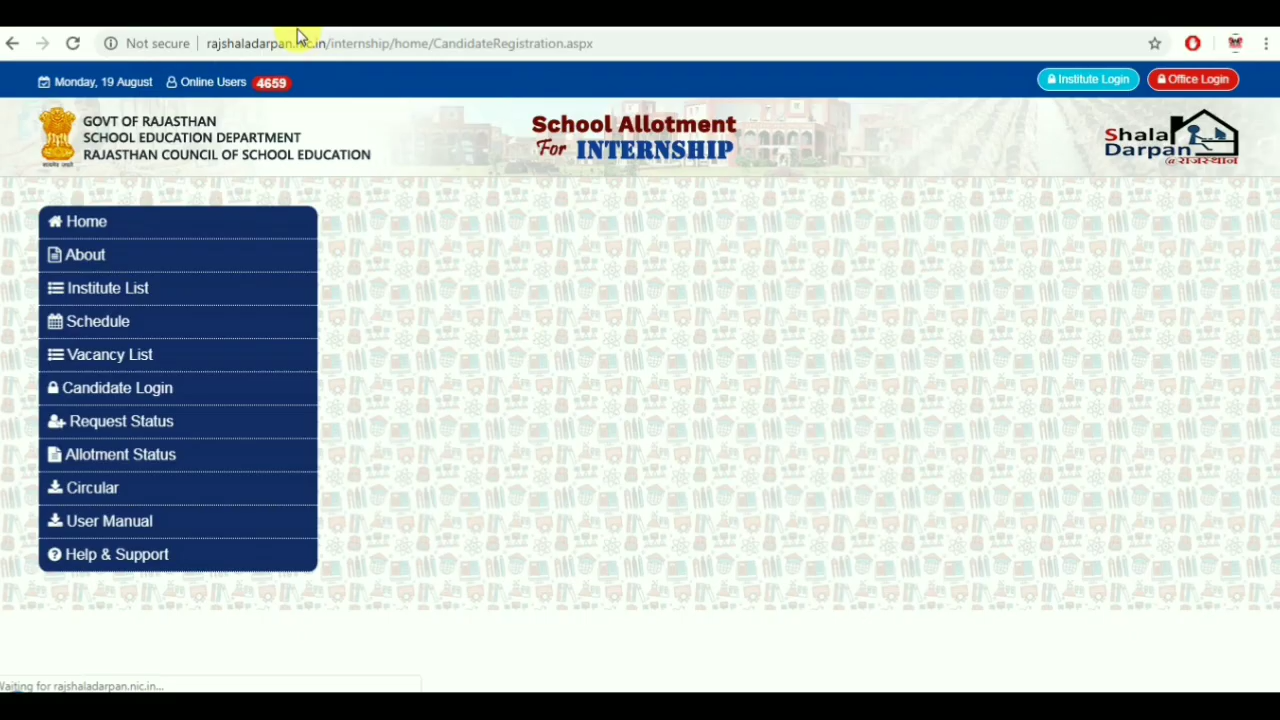 Not secure
rajshaladarpan.nic.in/internship/home/CandidateRegistration.aspx
Monday, 19 August
Online Users 4659
Institute Login
Office Login
GOVT OF RAJASTHAN
SCHOOL EDUCATION DEPARTMENT
RAJASTHAN COUNCIL OF SCHOOL EDUCATION
School Allotment
For INTERNSHIP
Shala
Darpan
@राजस्थान
Home
About
Institute List
Schedule
Vacancy List
Candidate Login
Request Status
Allotment Status
Circular
User Manual
Help & Support
Waiting for rajshaladarpan.nic.in...